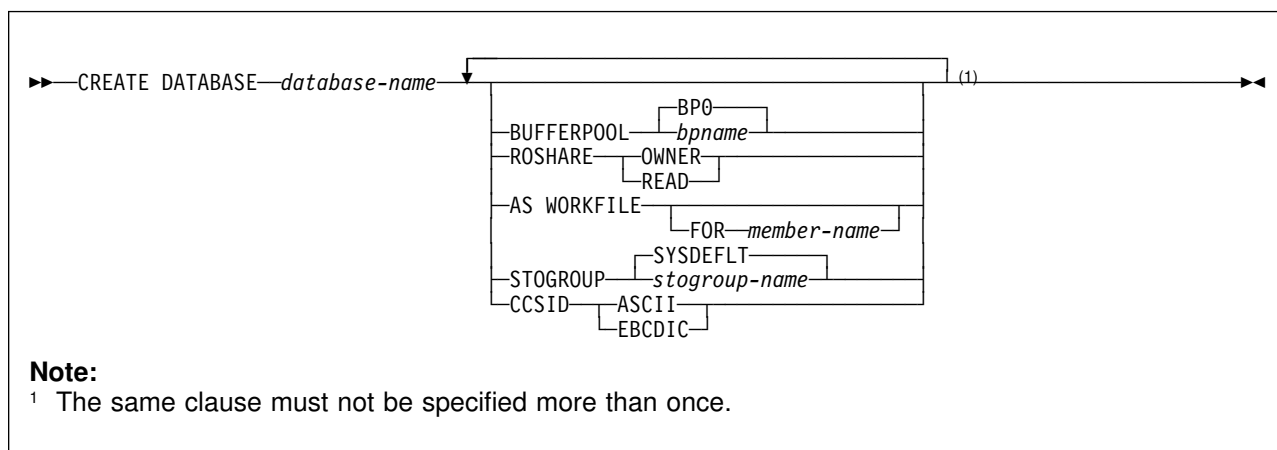 CREATE DATABASE database-name (1)
BP0
BUFFERPOOL bpname
ROSHARE OWNER
READ
AS WORKFILE
FOR member-name
SYSDEFLT
STOGROUP stogroup-name
CCSID ASCII
EBCDIC
Note:
1 The same clause must not be specified more than once.